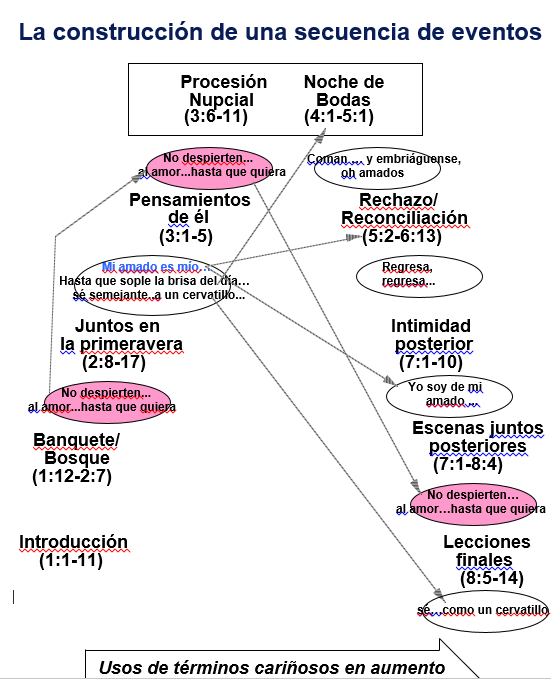 La construcción de una secuencia de eventos
Procesión
Nupcial
(3:6-11)
Noche de
Bodas
(4:1-5:1)
No despierten...
al amor...hasta que quiera
Coman ... y embriáguense,
oh amados
Pensamientos
de él
(3:1-5)
Rechazo/
Reconciliación
(5:2-6:13)
Mi amado es mío...
Hasta que sople la brisa del día...
sé semejante..a un cervatillo...
Regresa,
regresa...
Juntos en
la primeravera
(2:8-17)
Intimidad
posterior
(7:1-10)
No despierten...
al amor...hasta que quiera
Yo soy de mi
amado ...
Banquete/
Bosque
(1:12-2:7)
Escenas juntos
posteriores
(7:1-8:4)
No despierten...
al amor...hasta que quiera
Introducción
(1:1-11)
Lecciones
finales
(8:5-14)
sé...como un cervatillo
Usos de términos cariñosos en aumento